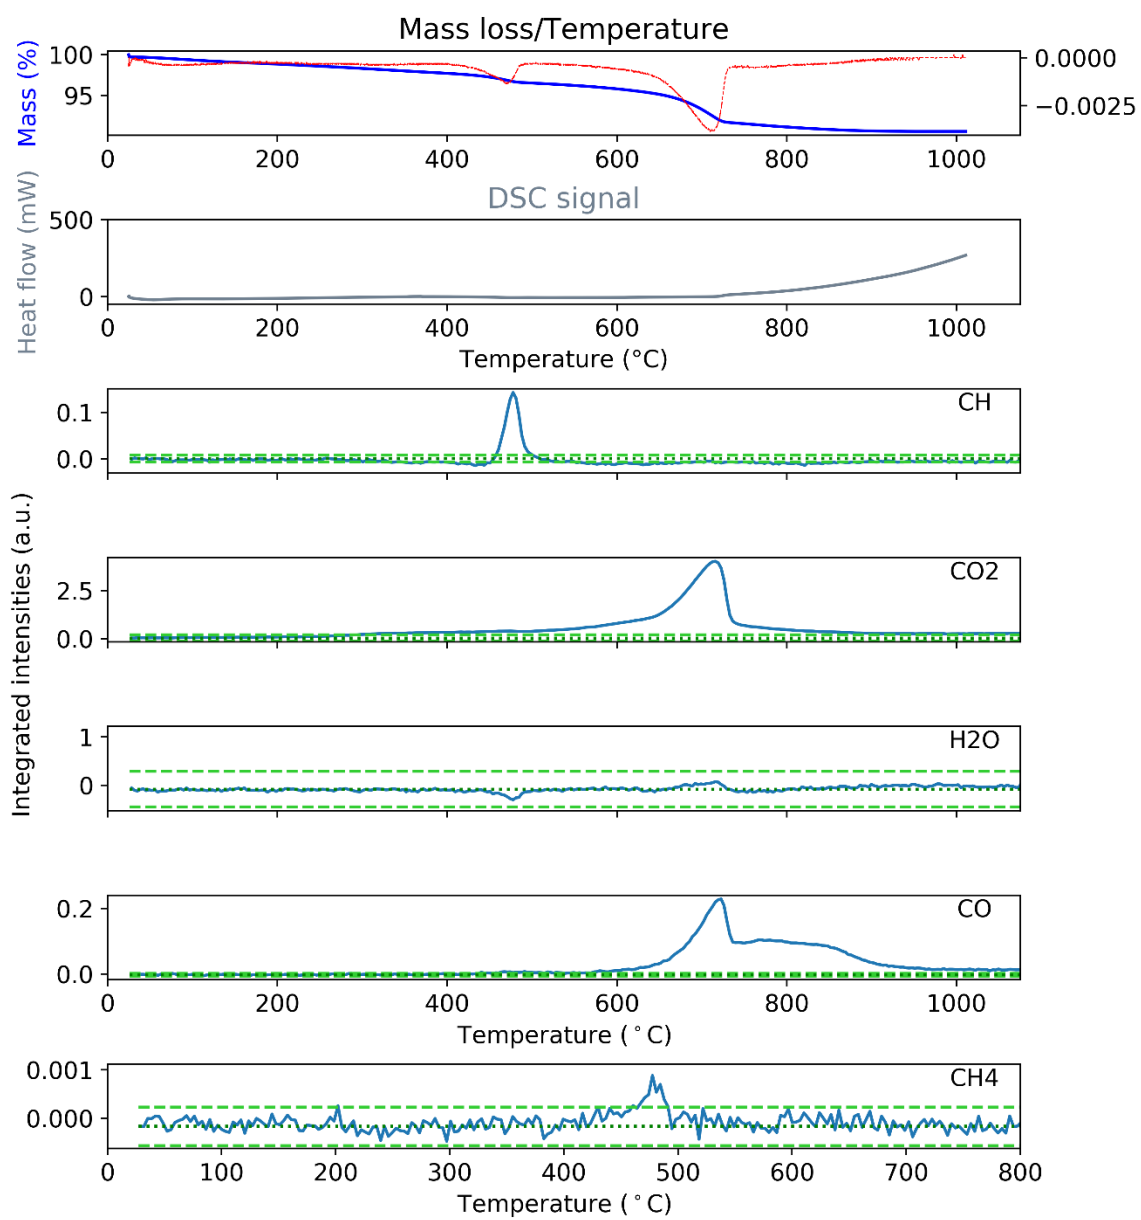 Mass loss/Temperature
Mass (%)
100
95
0.0000
−0.0025
0 200 400 600 800 1000
DSC signal
Heat flow (mW)
500
0
0 200 400 600 800 1000
Temperature (°C)
Integrated intensities (a.u.)
CH
0.1
0.0
CO2
2.5
0.0
H2O
1
0
CO
0.2
0.0
0 200 400 600 800 1000
Temperature (°C)
CH4
0.001
0.000
0 100 200 300 400 500 600 700 800
Temperature (°C)